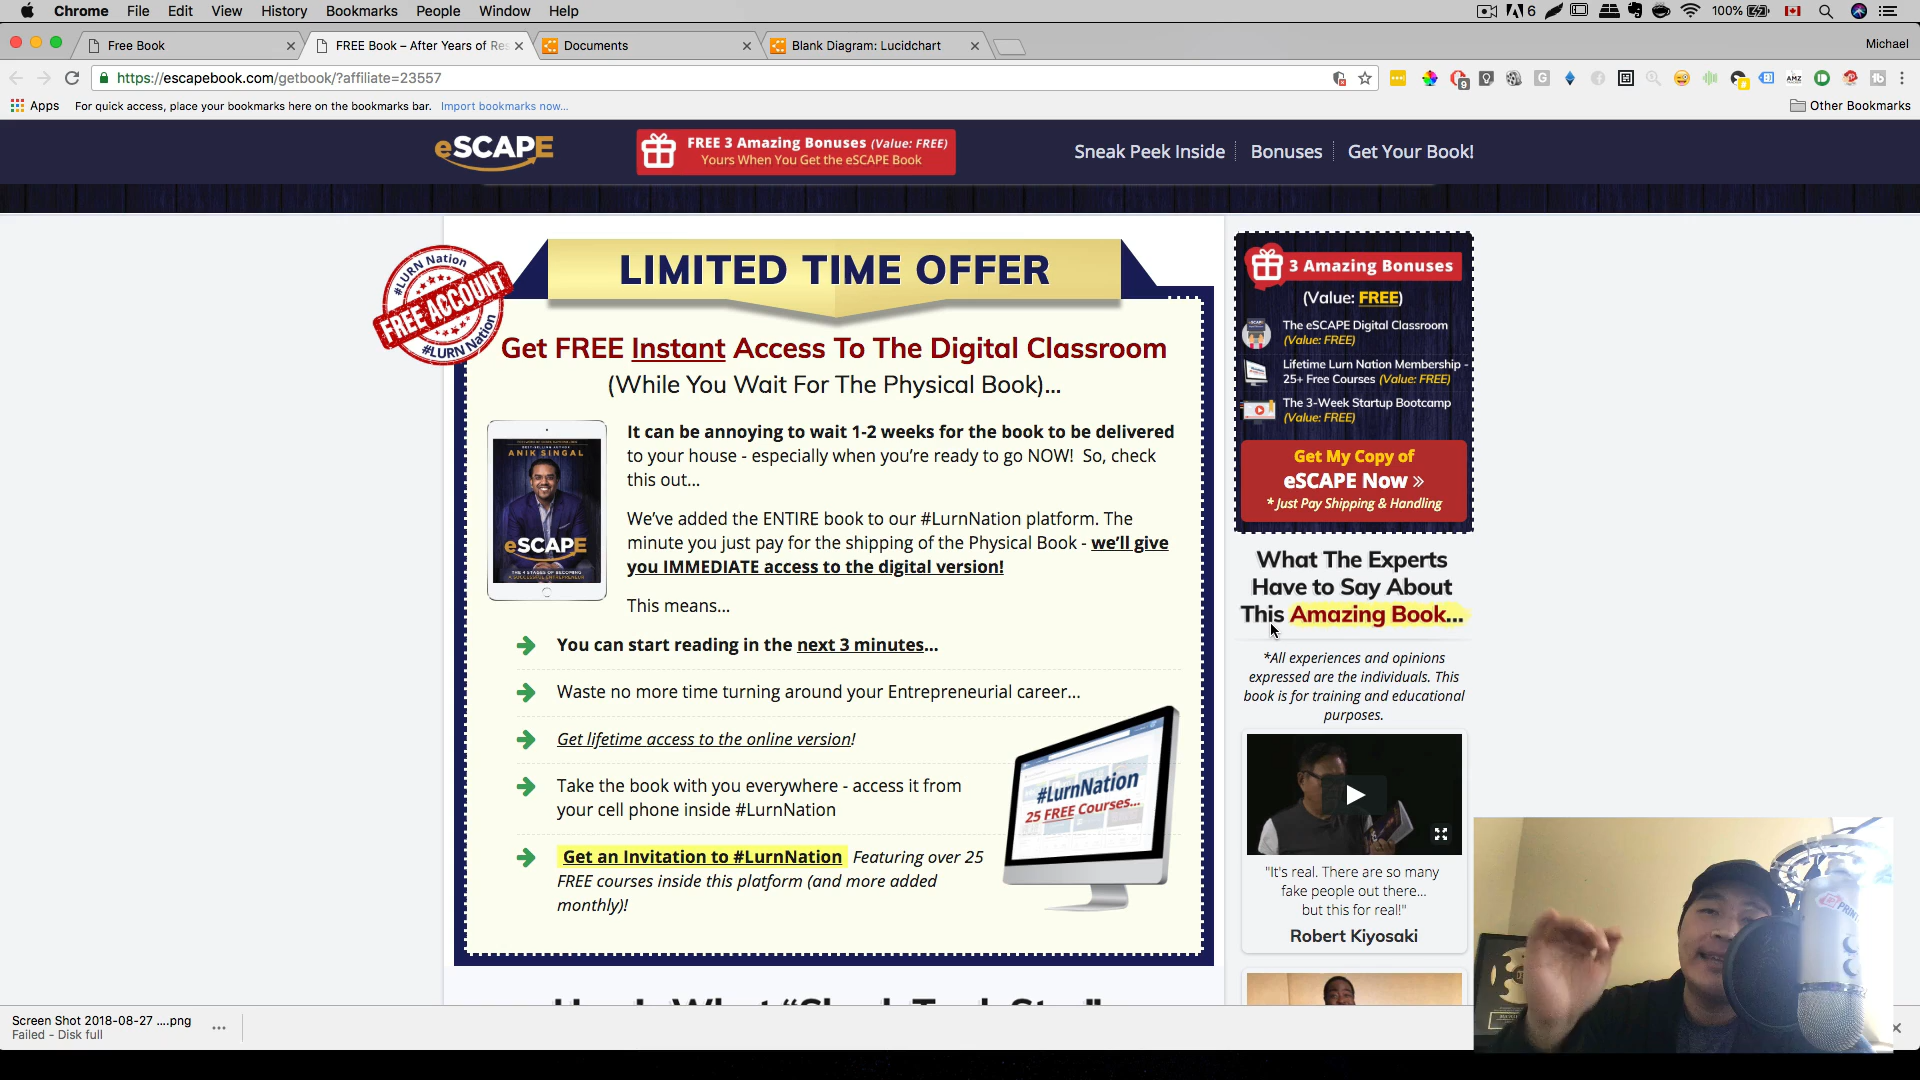 Chrome File Edit View History Bookmarks People Window Help
6 100%
Free Book
FREE Book – After Years of Res
Documents
Blank Diagram: Lucidchart
Michael
https://escapebook.com/getbook/?affiliate=23557
Apps For quick access, place your bookmarks here on the bookmarks bar. Import bookmarks now...
Other Bookmarks
eSCAPE
FREE 3 Amazing Bonuses (Value: FREE)
Yours When You Get the eSCAPE Book
Sneak Peek Inside Bonuses Get Your Book!
LIMITED TIME OFFER
#LURN Nation
FREE ACCOUNT
#LURN Nation
Get FREE Instant Access To The Digital Classroom
(While You Wait For The Physical Book)...
ANIK SINGAL
eSCAPE
It can be annoying to wait 1-2 weeks for the book to be delivered
to your house - especially when you're ready to go NOW! So, check
this out...
We've added the ENTIRE book to our #LurnNation platform. The
minute you just pay for the shipping of the Physical Book - we'll give
you IMMEDIATE access to the digital version!
This means...
You can start reading in the next 3 minutes...
Waste no more time turning around your Entrepreneurial career...
Get lifetime access to the online version!
Take the book with you everywhere - access it from
your cell phone inside #LurnNation
Get an Invitation to #LurnNation Featuring over 25
FREE courses inside this platform (and more added
monthly)!
#LurnNation
25 FREE Courses...
3 Amazing Bonuses
(Value: FREE)
The eSCAPE Digital Classroom
(Value: FREE)
Lifetime Lurn Nation Membership -
25+ Free Courses (Value: FREE)
The 3-Week Startup Bootcamp
(Value: FREE)
Get My Copy of
eSCAPE Now »
* Just Pay Shipping & Handling
What The Experts
Have to Say About
This Amazing Book...
*All experiences and opinions
expressed are the individuals. This
book is for training and educational
purposes.
"It's real. There are so many
fake people out there...
but this for real!"
Robert Kiyosaki
Screen Shot 2018-08-27 ....png
Failed - Disk full